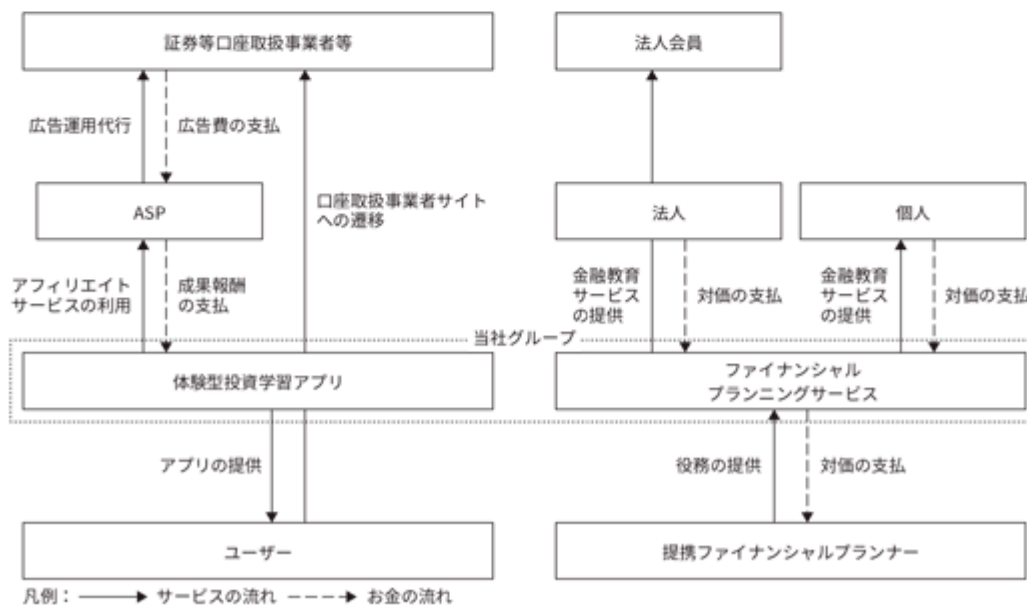 証券等口座取扱事業者等
法人会員
広告運用代行
広告費の支払
口座取扱事業者サイト
への遷移
ASP
法人
個人
アフィリエイト
サービスの利用
成果報酬
の支払
金融教育
サービス
の提供
対価の支払
金融教育
サービス
の提供
対価の支払
当社グループ
体験型投資学習アプリ
ファイナンシャル
プランニングサービス
アプリの提供
役務の提供
対価の支払
ユーザー
提携ファイナンシャルプランナー
凡例： サービスの流れ お金の流れ